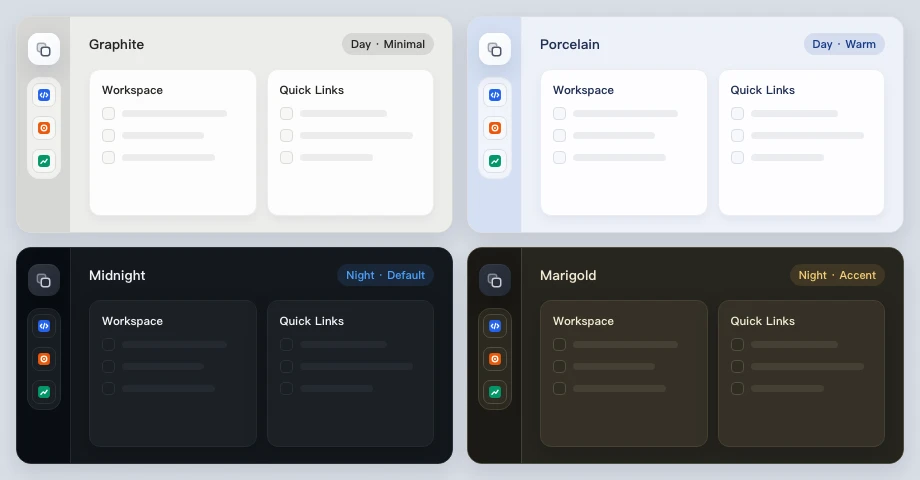 Graphite
Day · Minimal
Workspace
Quick Links
Porcelain
Day · Warm
Workspace
Quick Links
Midnight
Night · Default
Workspace
Quick Links
Marigold
Night · Accent
Workspace
Quick Links